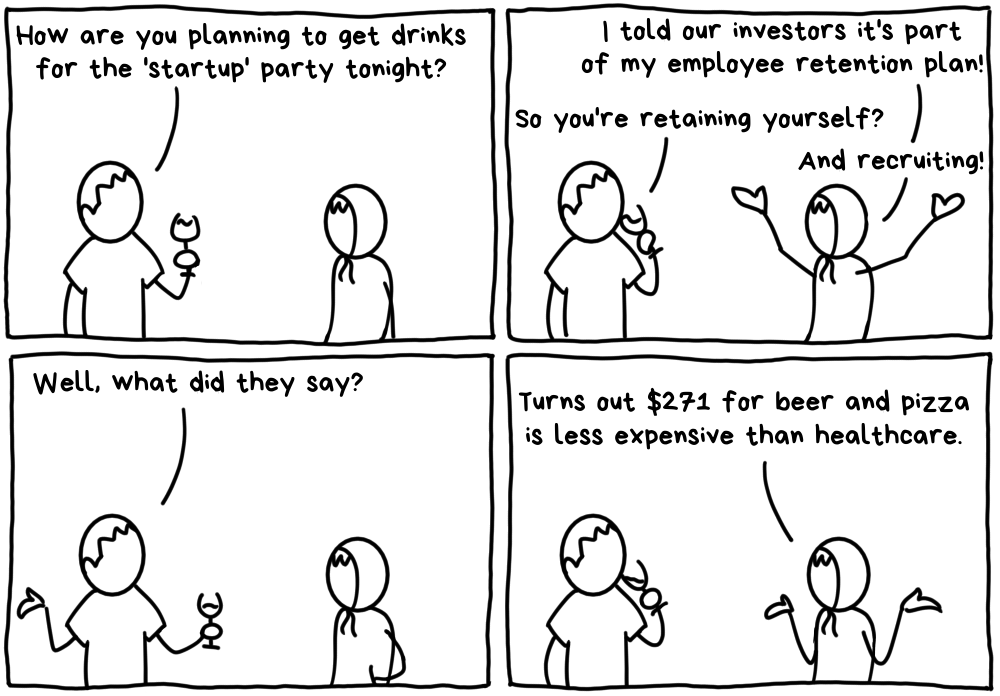 How are you planning to get drinks
for the 'startup' party tonight?
I told our investors it's part
of my employee retention plan!
So you're retaining yourself?
And recruiting!
Well, what did they say?
Turns out $271 for beer and pizza
is less expensive than healthcare.